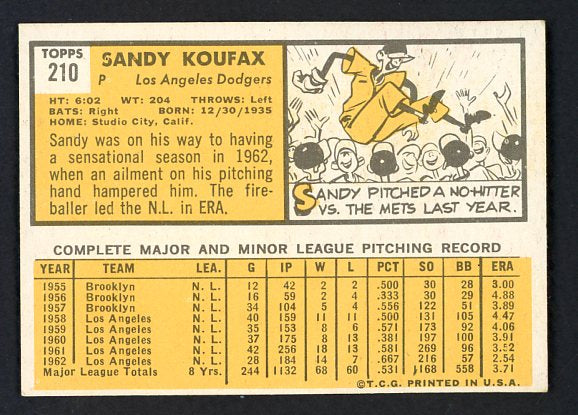 TOPPS
210
SANDY KOUFAX
P Los Angeles Dodgers
HT: 6:02 WT: 204 THROWS: Left
BATS: Right BORN: 12/30/1935
HOME: Studio City, Calif.
Sandy was on his way to having
a sensational season in 1962,
when an ailment on his pitching
hand hampered him. The fire-
baller led the N.L. in ERA.
SANDY PITCHED A NO-HITTER
VS. THE METS LAST YEAR.
COMPLETE MAJOR AND MINOR LEAGUE PITCHING RECORD
YEAR TEAM LEA. G IP W L PCT SO BB ERA
1955 Brooklyn N. L. 12 42 2 2 .500 30 28 3.00
1956 Brooklyn N. L. 16 59 2 4 .333 30 29 4.88
1957 Brooklyn N. L. 34 104 5 4 .556 122 51 3.89
1958 Los Angeles N. L. 40 159 11 11 .500 131 105 4.47
1959 Los Angeles N. L. 35 153 8 6 .571 173 92 4.06
1960 Los Angeles N. L. 37 175 8 13 .381 197 100 3.91
1961 Los Angeles N. L. 42 256 18 13 .581 269 96 3.52
1962 Los Angeles N. L. 28 184 14 7 .667 216 57 2.54
Major League Totals 8 Yrs. 244 1132 68 60 .531 1168 558 3.71
©T.C.G. PRINTED IN U.S.A.